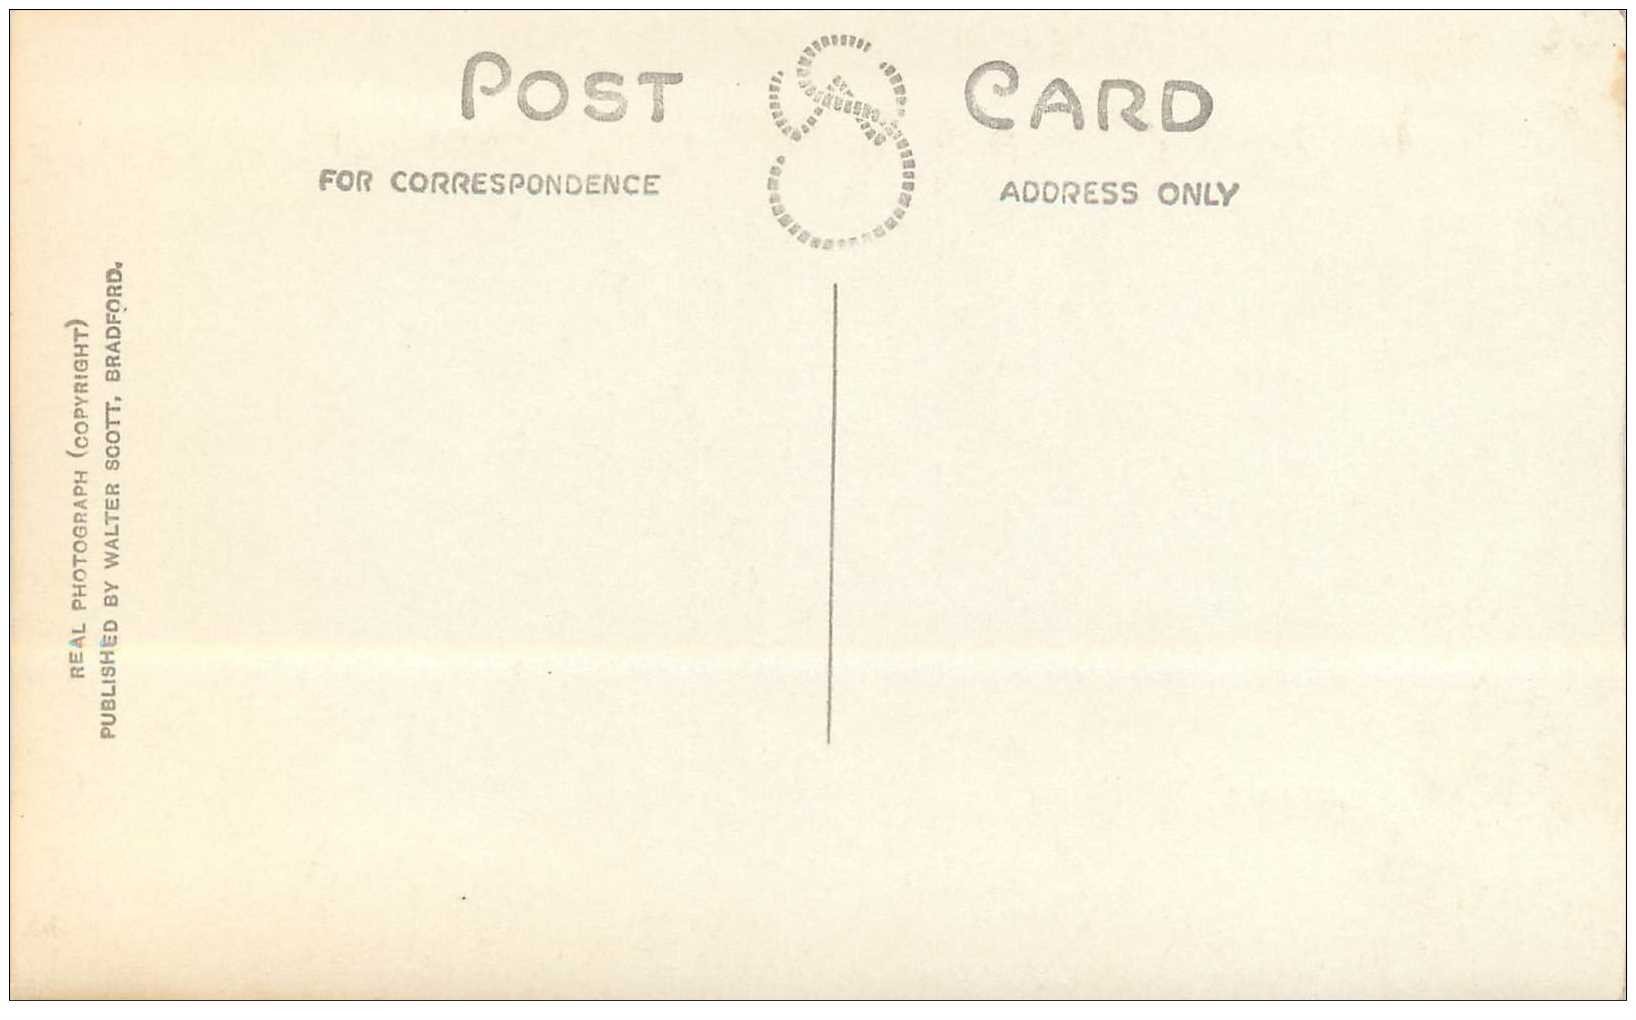 POST CARD
FOR CORRESPONDENCE
ADDRESS ONLY
REAL PHOTOGRAPH (COPYRIGHT)
PUBLISHED BY WALTER SCOTT, BRADFORD.